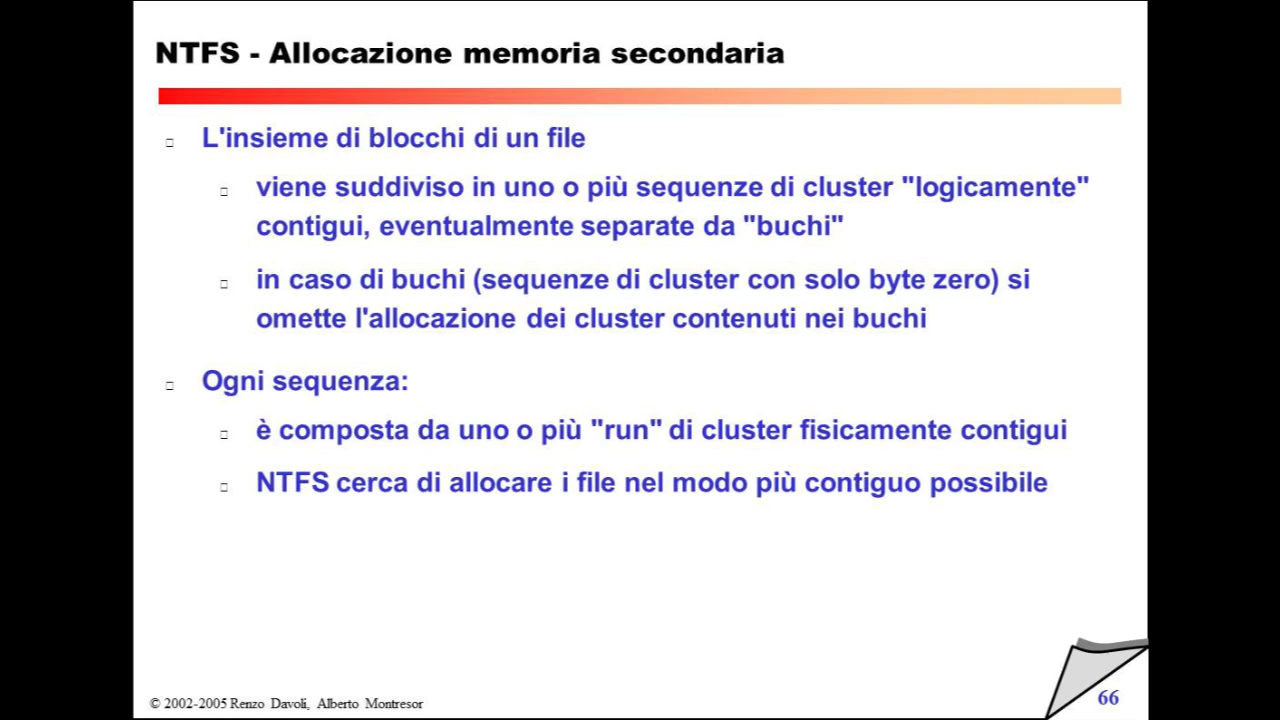 NTFS - Allocazione memoria secondaria
L'insieme di blocchi di un file
viene suddiviso in uno o più sequenze di cluster "logicamente"
contigui, eventualmente separate da "buchi"
in caso di buchi (sequenze di cluster con solo byte zero) si
omette l'allocazione dei cluster contenuti nei buchi
Ogni sequenza:
è composta da uno o più "run" di cluster fisicamente contigui
NTFS cerca di allocare i file nel modo più contiguo possibile
© 2002-2005 Renzo Davoli, Alberto Montresor
66